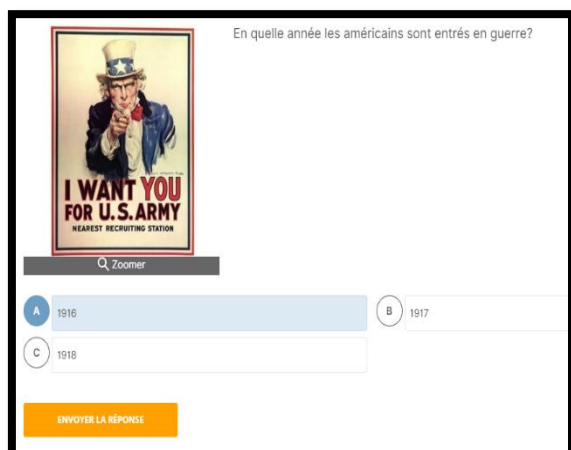 En quelle année les américains sont entrés en guerre?
I WANT YOU
FOR U.S. ARMY
NEAREST RECRUITING STATION
Zoomer
A 1916
B 1917
C 1918
ENVOYER LA RÉPONSE